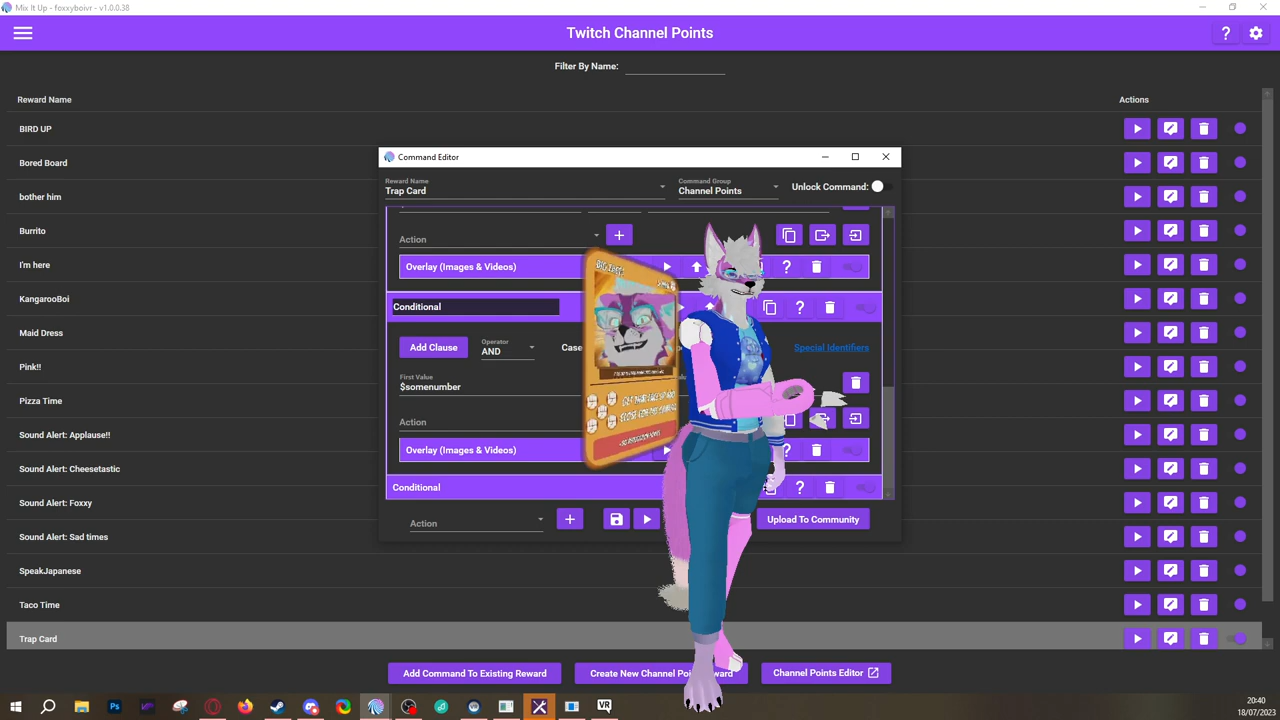 Mix It Up - foxxyboivr - v1.0.0.38
Twitch Channel Points
Filter By Name:
Reward Name
Actions
BIRD UP
Bored Board
bother him
Burrito
I'm here
KangarooBoi
Maid Dress
Pink!!
Pizza Time
Sound Alert: Applause!!
Sound Alert: Cheesetastic
Sound Alert: Foxxy
Sound Alert: Sad times
SpeakJapanese
Taco Time
Trap Card
Command Editor
Reward Name
Trap Card
Command Group
Channel Points
Unlock Command:
Action
Overlay (Images & Videos)
Conditional
Add Clause
Operator
AND
Case
Special Identifiers
First Value
$somenumber
Action
Overlay (Images & Videos)
Conditional
Action
Upload To Community
Add Command To Existing Reward
Create New Channel
Channel Points Editor
VR
20:40
18/07/2023